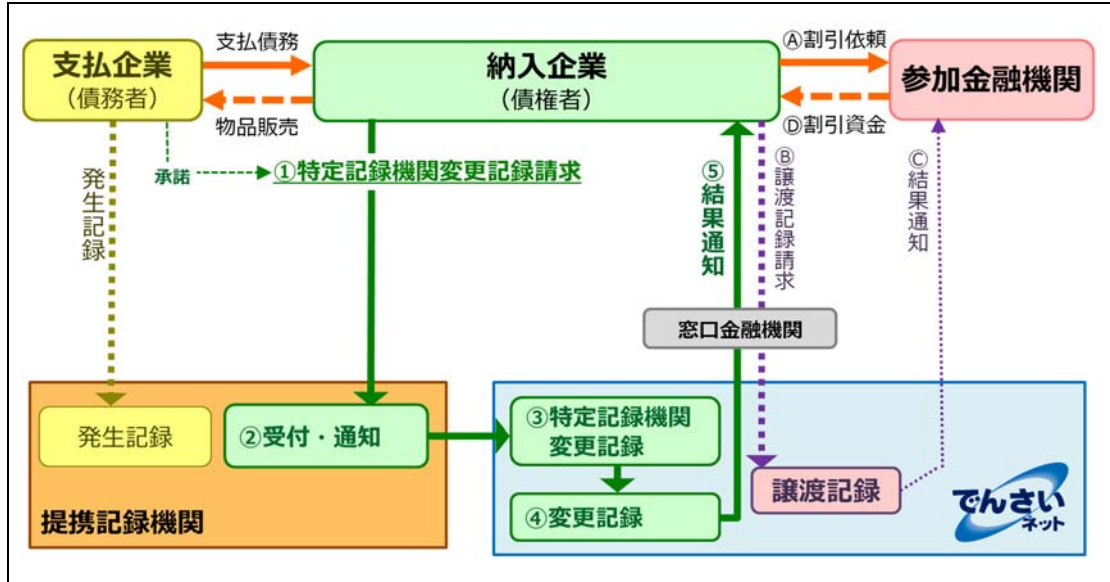 支払企業
（債務者）
支払債務
物品販売
納入企業
（債権者）
Ⓐ割引依頼
Ⓓ割引資金
参加金融機関
発生記録
承諾
①特定記録機関変更記録請求
⑤結果通知
Ⓑ譲渡記録請求
Ⓒ結果通知
窓口金融機関
発生記録
②受付・通知
提携記録機関
③特定記録機関
変更記録
④変更記録
譲渡記録
でんさい
ネット